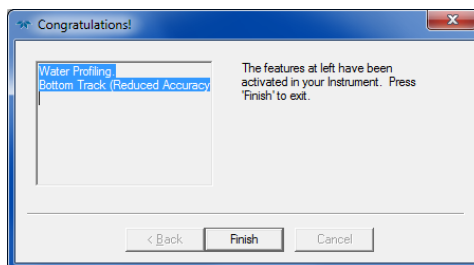 Congratulations!
Water Profiling.
Bottom Track (Reduced Accuracy
The features at left have been
activated in your Instrument. Press
'Finish' to exit.
< Back
Finish
Cancel